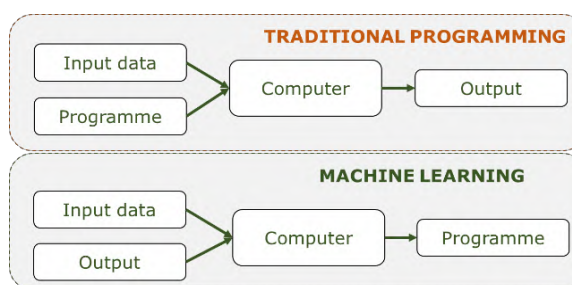 TRADITIONAL PROGRAMMING
Input data
Programme
Computer
Output
MACHINE LEARNING
Input data
Output
Computer
Programme